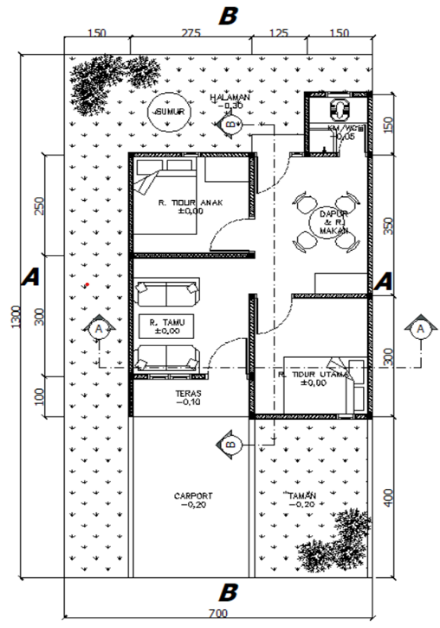 B
150 275 125 150
HALAMAN
-0,30
SUMUR
B
KM/WC
-0,05
150
250
R. TIDUR ANAK
±0,00
DAPUR
& R.
MAKAN
350
A
A
1300
300
R. TAMU
±0,00
A
A
300
R. TIDUR UTAMA
±0,00
100
TERAS
-0,10
B
CARPORT
-0,20
TAMAN
-0,20
400
B
700